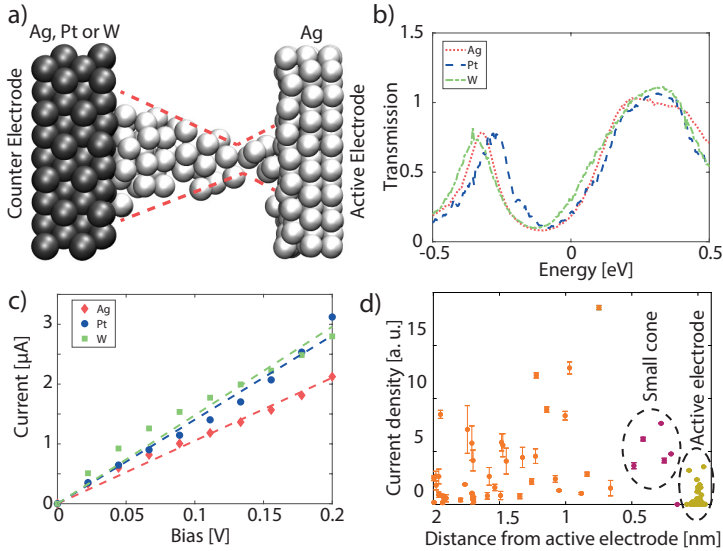 a)
Ag, Pt or W
Ag
Counter Electrode
Active Electrode
b)
Ag
Pt
W
Transmission
1.5
1
0.5
0
-0.5
0
0.5
Energy [eV]
c)
Ag
Pt
W
Current [µA]
3
2
1
0
0
0.05
0.1
0.15
0.2
Bias [V]
d)
Small cone
Active electrode
Current density [a. u.]
15
10
5
0
2
1.5
1
0.5
0
Distance from active electrode [nm]